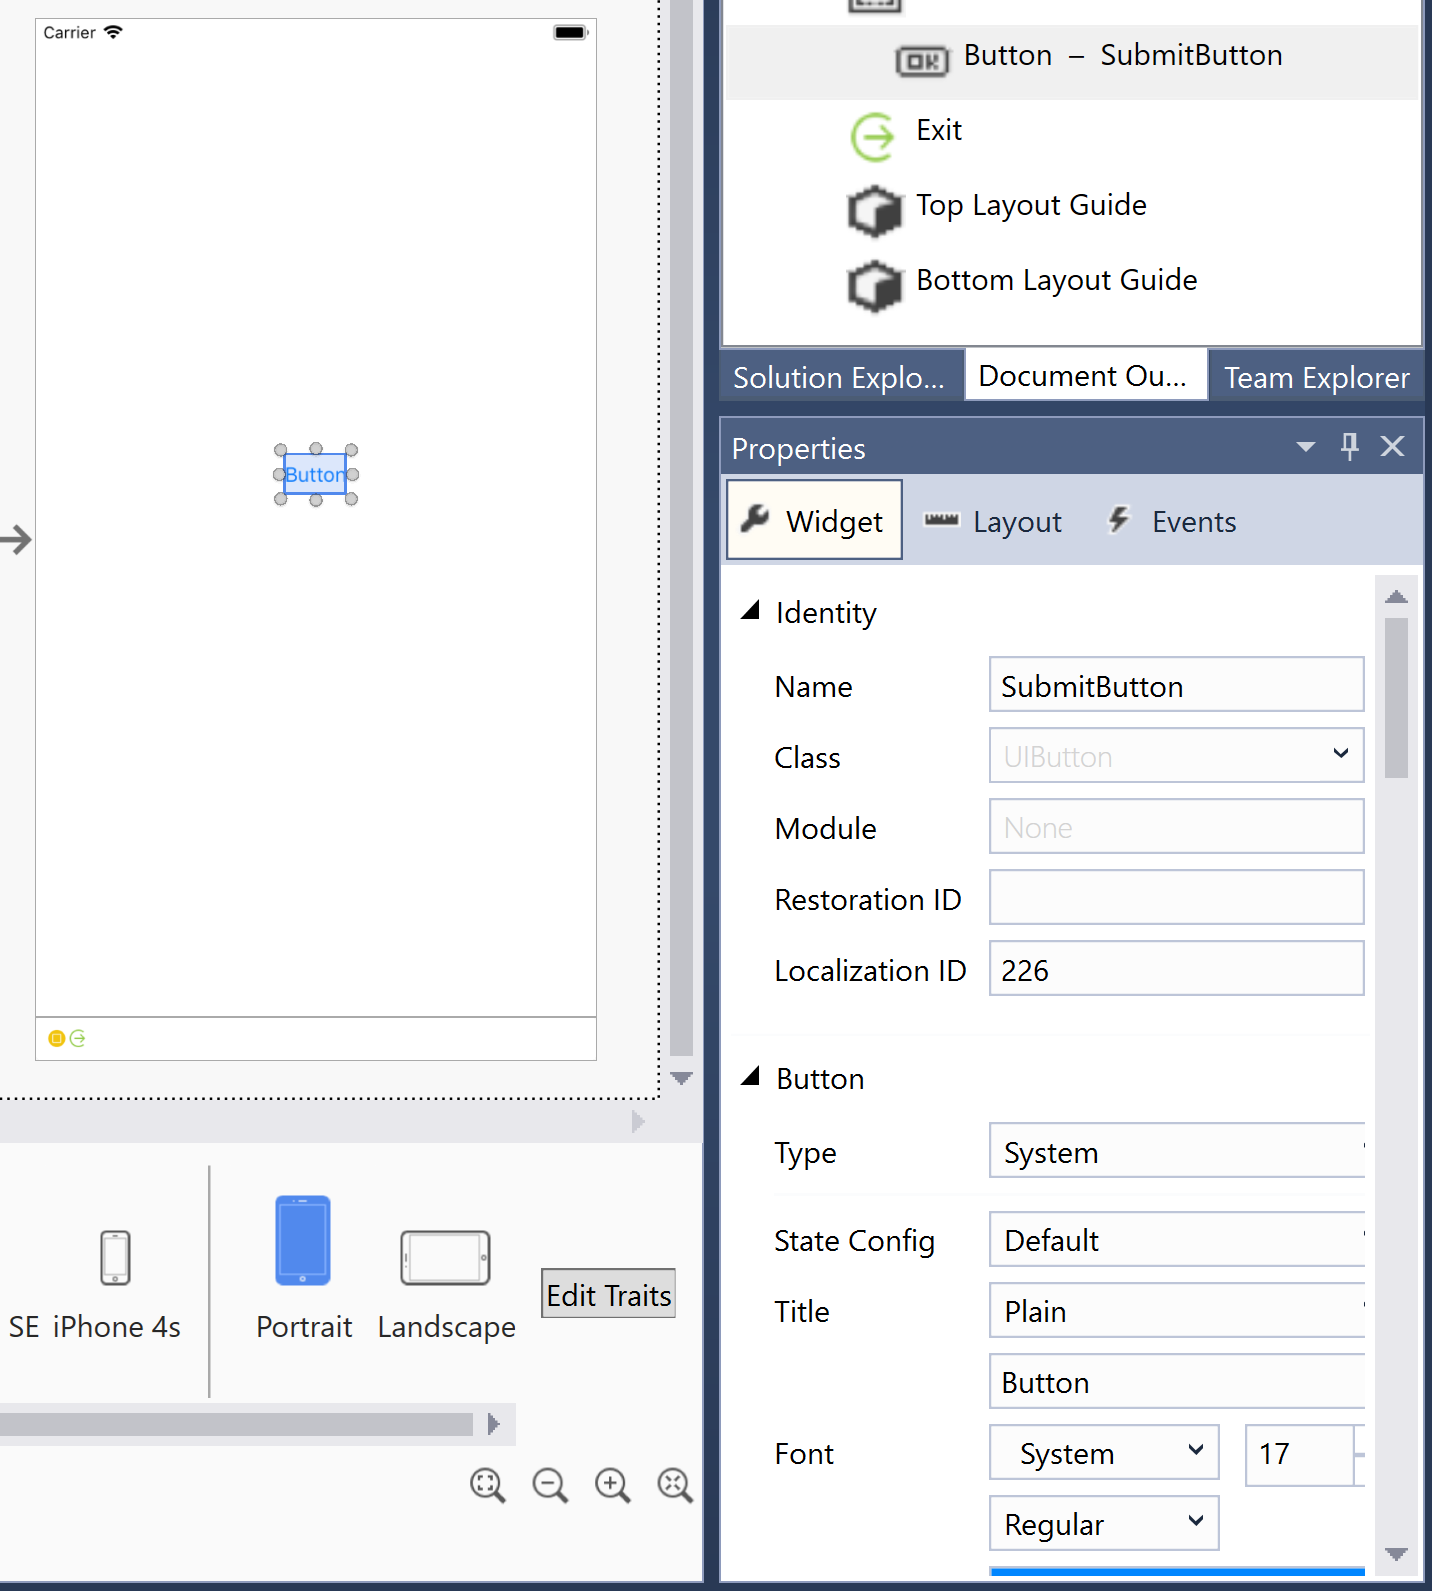 Carrier
Button
SE iPhone 4s
Portrait
Landscape
Edit Traits
Button – SubmitButton
Exit
Top Layout Guide
Bottom Layout Guide
Solution Explo...
Document Ou...
Team Explorer
Properties
Widget
Layout
Events
Identity
Name SubmitButton
Class UIButton
Module None
Restoration ID
Localization ID 226
Button
Type System
State Config Default
Title Plain
Button
Font System 17
Regular